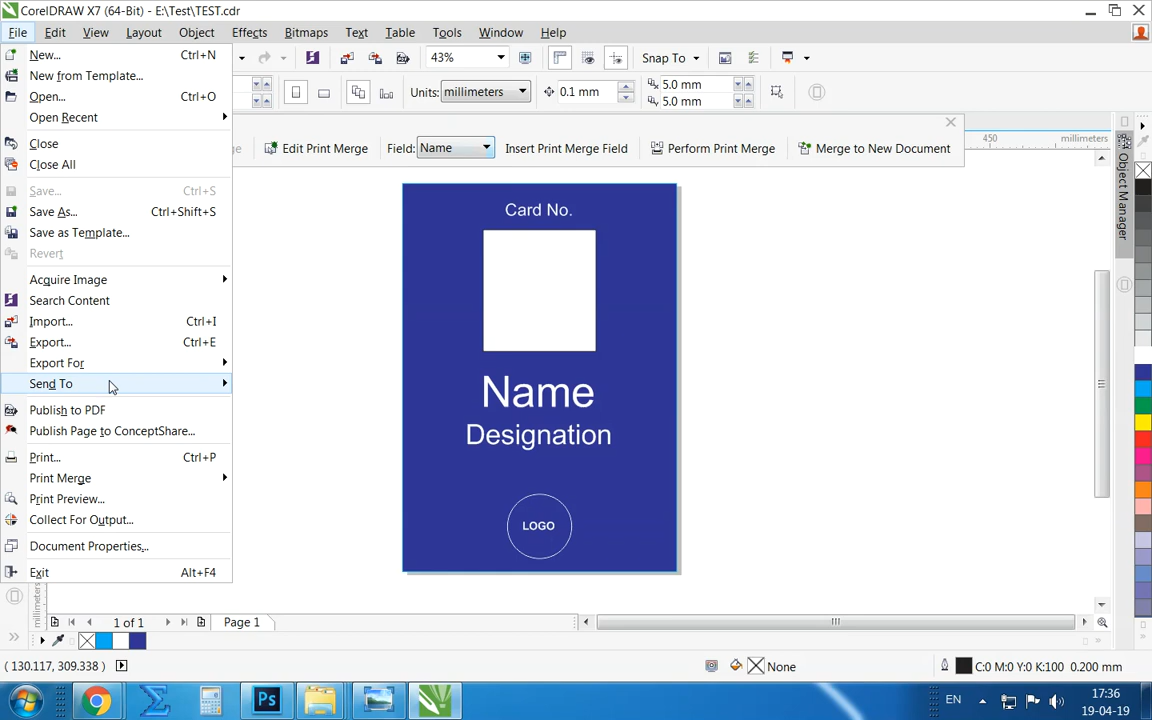 CorelDRAW X7 (64-Bit) - E:\Test\TEST.cdr
File Edit View Layout Object Effects Bitmaps Text Table Tools Window Help
New... Ctrl+N
43% Snap To
New from Template...
Open... Ctrl+O
Units: millimeters 0.1 mm 5.0 mm
5.0 mm
Open Recent
Close
Edit Print Merge Field: Name Insert Print Merge Field Perform Print Merge Merge to New Document
450 millimeters
Close All
Save... Ctrl+S
Save As... Ctrl+Shift+S
Save as Template...
Revert
Acquire Image
Search Content
Import... Ctrl+I
Export... Ctrl+E
Export For
Send To
Publish to PDF
Publish Page to ConceptShare...
Print... Ctrl+P
Print Merge
Print Preview...
Collect For Output...
Document Properties...
Exit Alt+F4
Card No.
Name
Designation
LOGO
Object Manager
millimeters
1 of 1 Page 1
( 130.117, 309.338 ) None C:0 M:0 Y:0 K:100 0.200 mm
Ps EN 17:36
19-04-19